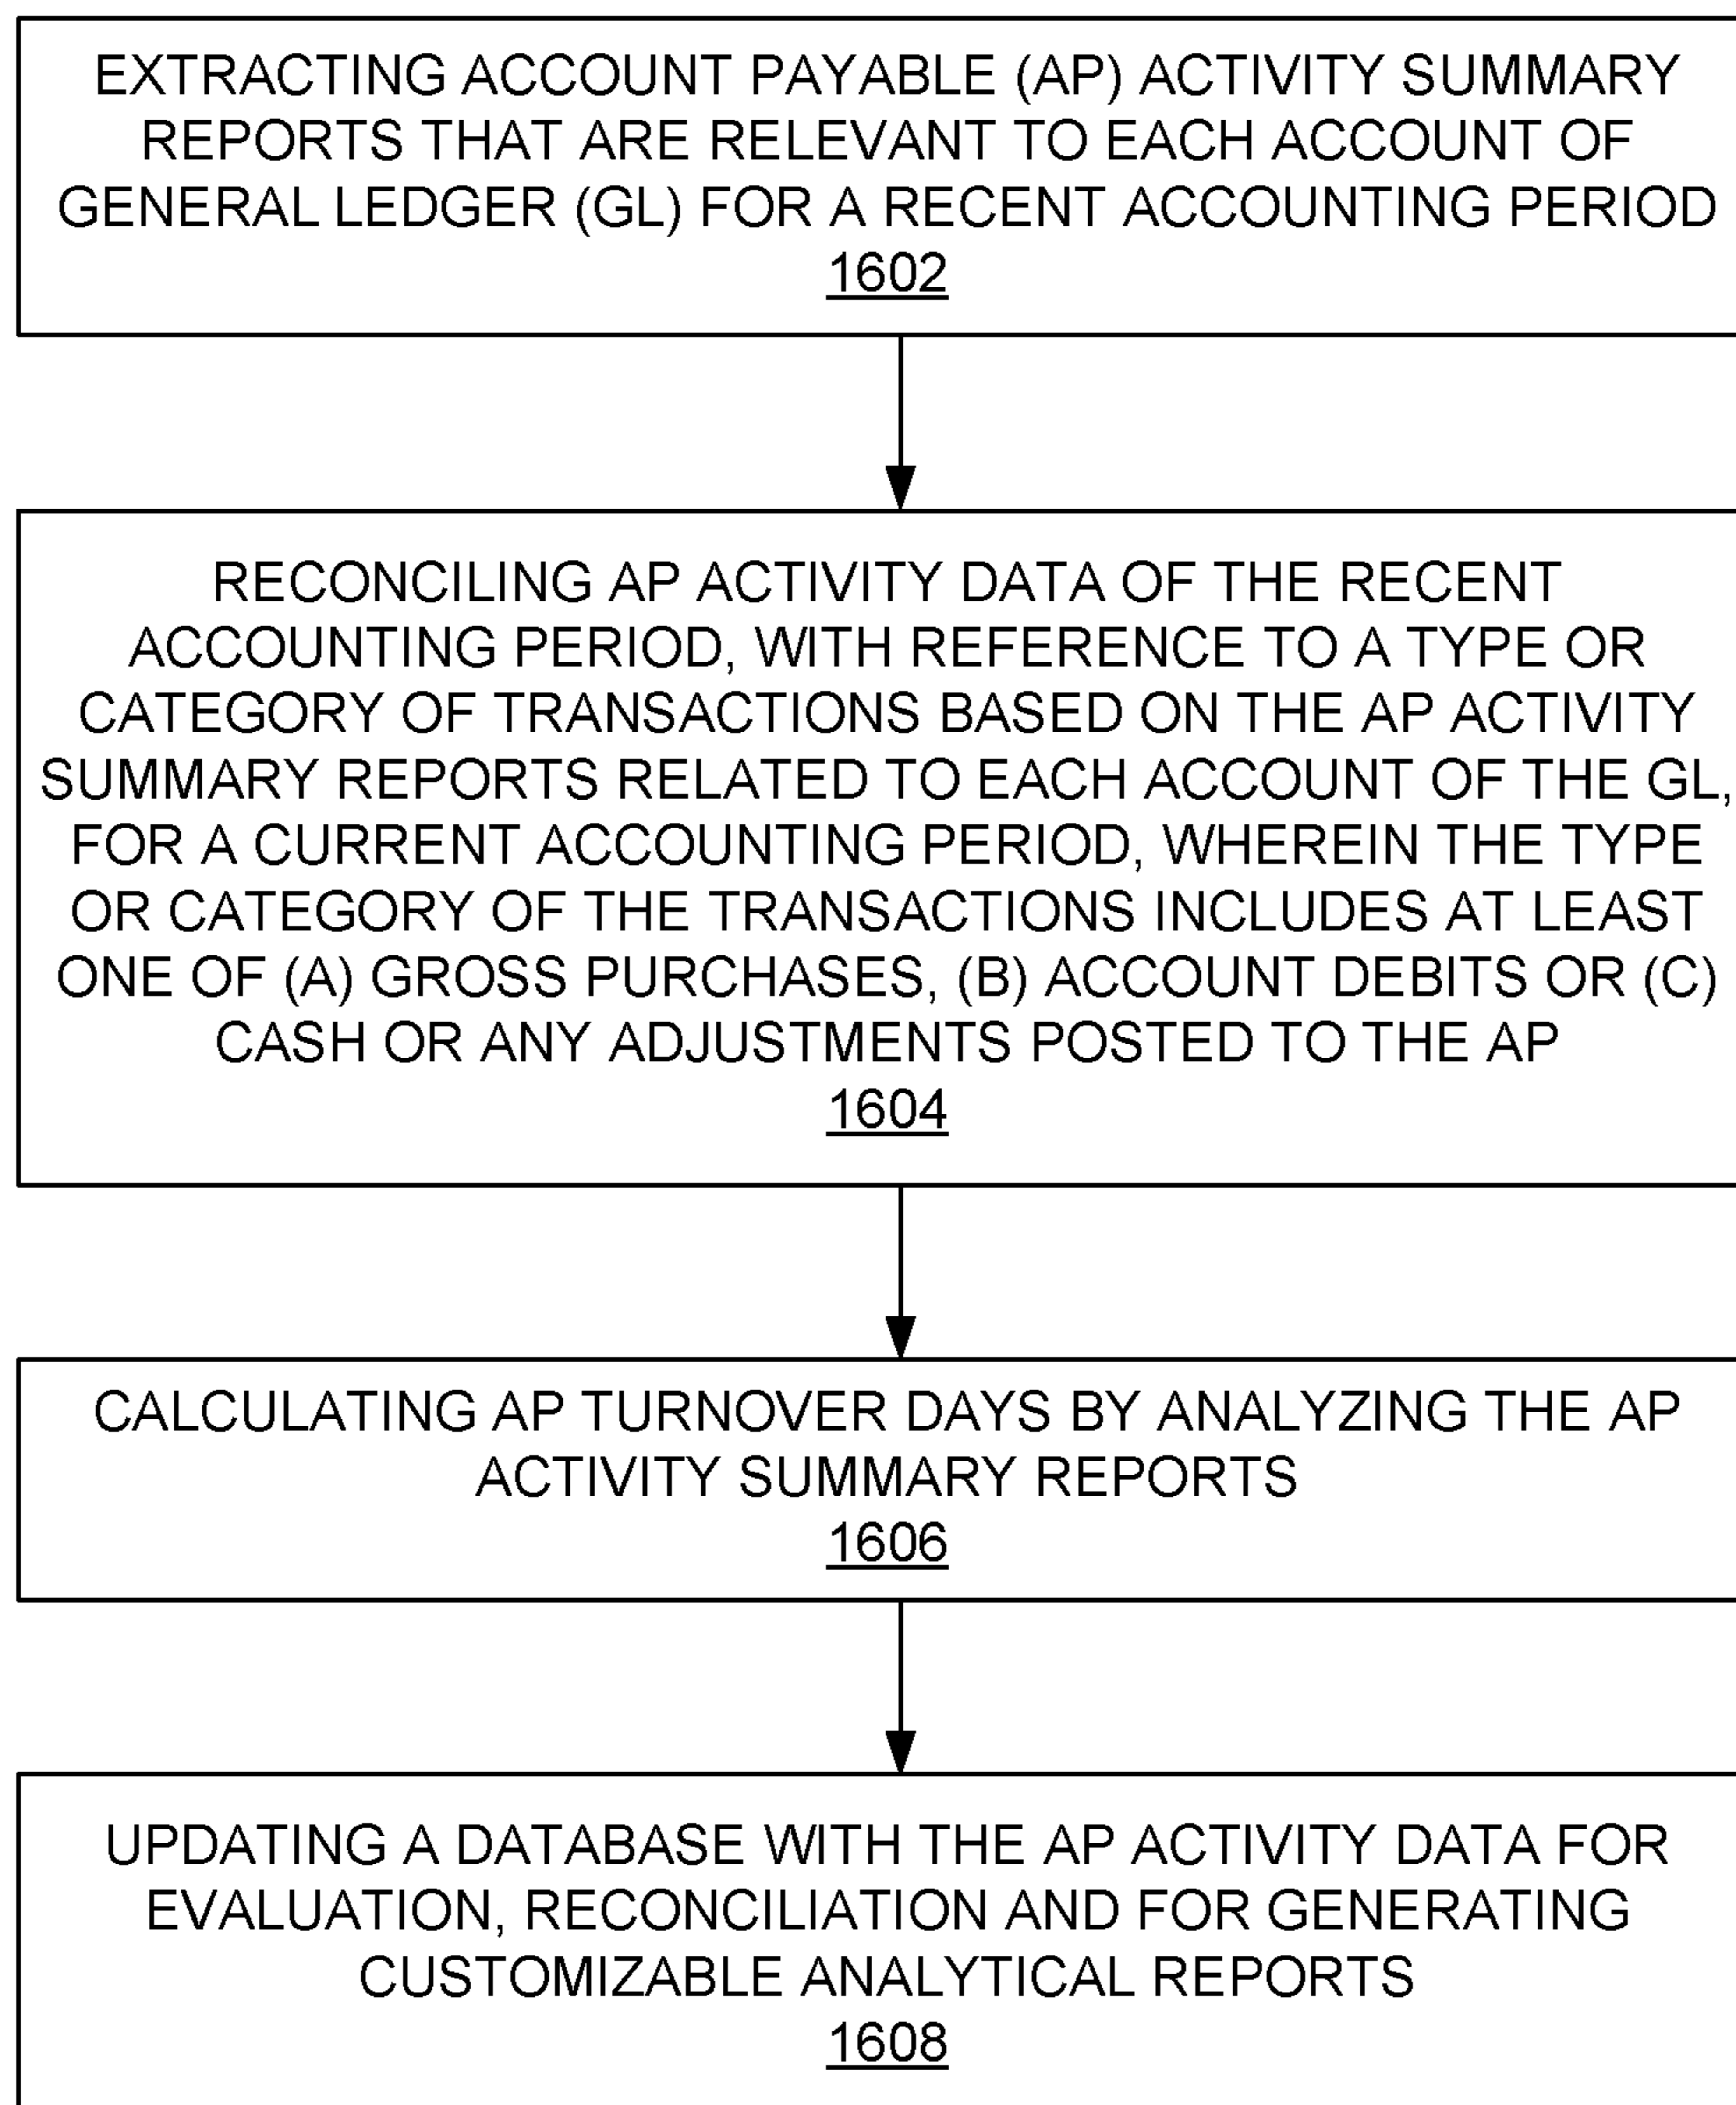 EXTRACTING ACCOUNT PAYABLE (AP) ACTIVITY SUMMARY
REPORTS THAT ARE RELEVANT TO EACH ACCOUNT OF
GENERAL LEDGER (GL) FOR A RECENT ACCOUNTING PERIOD
1602
RECONCILING AP ACTIVITY DATA OF THE RECENT
ACCOUNTING PERIOD, WITH REFERENCE TO A TYPE OR
CATEGORY OF TRANSACTIONS BASED ON THE AP ACTIVITY
SUMMARY REPORTS RELATED TO EACH ACCOUNT OF THE GL,
FOR A CURRENT ACCOUNTING PERIOD, WHEREIN THE TYPE
OR CATEGORY OF THE TRANSACTIONS INCLUDES AT LEAST
ONE OF (A) GROSS PURCHASES, (B) ACCOUNT DEBITS OR (C)
CASH OR ANY ADJUSTMENTS POSTED TO THE AP
1604
CALCULATING AP TURNOVER DAYS BY ANALYZING THE AP
ACTIVITY SUMMARY REPORTS
1606
UPDATING A DATABASE WITH THE AP ACTIVITY DATA FOR
EVALUATION, RECONCILIATION AND FOR GENERATING
CUSTOMIZABLE ANALYTICAL REPORTS
1608